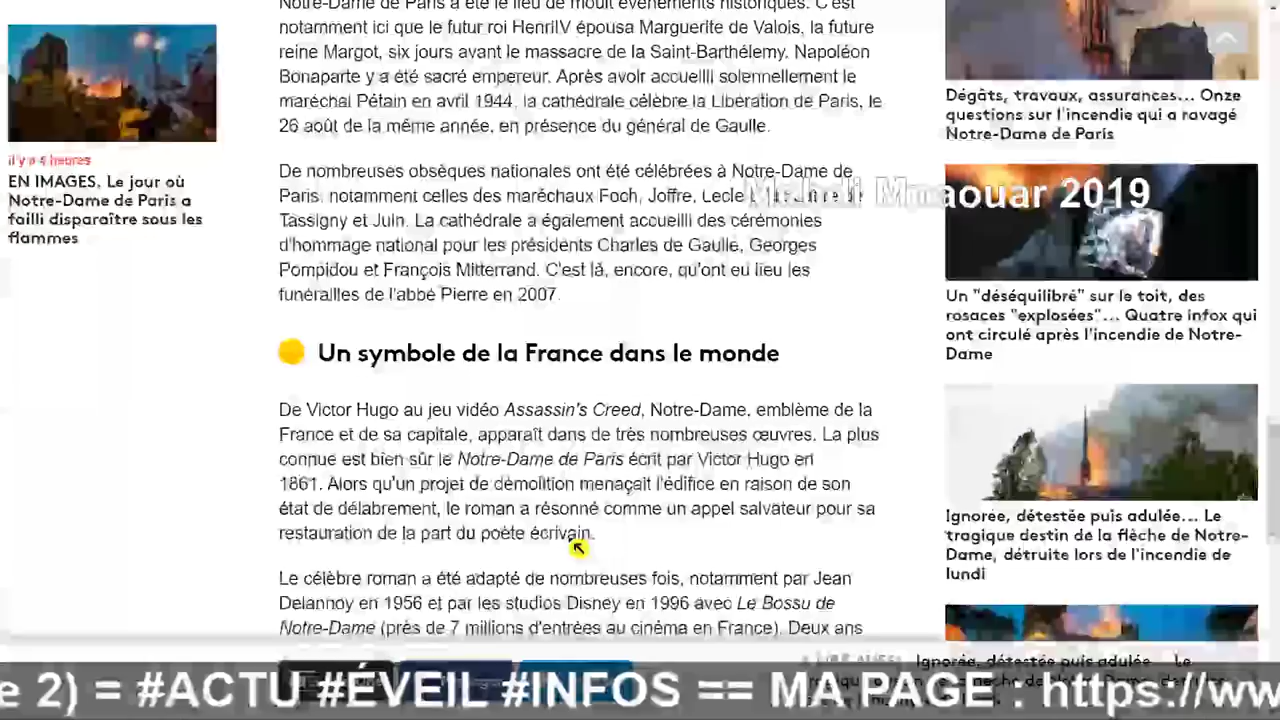 Notre-Dame de Paris a été le lieu de moult événements historiques. C'est
notamment ici que le futur roi HenriIV épousa Marguerite de Valois, la future
reine Margot, six jours avant le massacre de la Saint-Barthélemy. Napoléon
Bonaparte y a été sacré empereur. Après avoir accueilli solennellement le
maréchal Pétain en avril 1944, la cathédrale célèbre la Libération de Paris, le
26 août de la même année, en présence du général de Gaulle.
De nombreuses obsèques nationales ont été célébrées à Notre-Dame de
Paris, notamment celles des maréchaux Foch, Joffre,
Tassigny et Juin. La cathédrale a également accueilli des cérémonies
d'hommage national pour les présidents Charles de Gaulle, Georges
Pompidou et François Mitterrand. C'est là, encore, qu'ont eu lieu les
funérailles de l'abbé Pierre en 2007.
Un symbole de la France dans le monde
De Victor Hugo au jeu vidéo Assassin's Creed, Notre-Dame, emblème de la
France et de sa capitale, apparaît dans de très nombreuses œuvres. La plus
connue est bien sûr le Notre-Dame de Paris écrit par Victor Hugo en
1861. Alors qu'un projet de démolition menaçait l'édifice en raison de son
état de délabrement, le roman a résonné comme un appel salvateur pour sa
restauration de la part du poète écrivain.
Le célèbre roman a été adapté de nombreuses fois, notamment par Jean
Delannoy en 1956 et par les studios Disney en 1996 avec Le Bossu de
Notre-Dame (près de 7 millions d'entrées au cinéma en France). Deux ans
il y a 4 heures
EN IMAGES. Le jour où
Notre-Dame de Paris a
failli disparaître sous les
flammes
Dégâts, travaux, assurances... Onze
questions sur l'incendie qui a ravagé
Notre-Dame de Paris
2019
Un "déséquilibré" sur le toit, des
rosaces "explosées"... Quatre infox qui
ont circulé après l'incendie de Notre-
Dame
Ignorée, détestée puis adulée... Le
tragique destin de la flèche de Notre-
Dame, détruite lors de l'incendie de
lundi
Ignorée, détestée puis adulée... Le
e 2) = #ACTU #ÉVEIL #INFOS == MA PAGE : https://ww